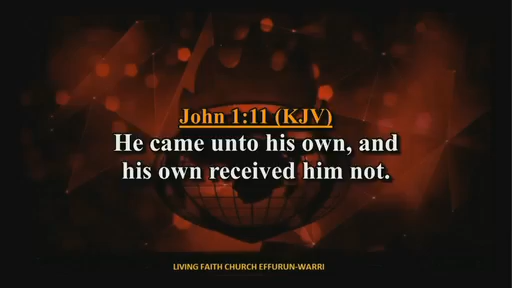 John 1:11 (KJV)
He came unto his own, and
his own received him not.
LIVING FAITH CHURCH EFFURUN-WARRI